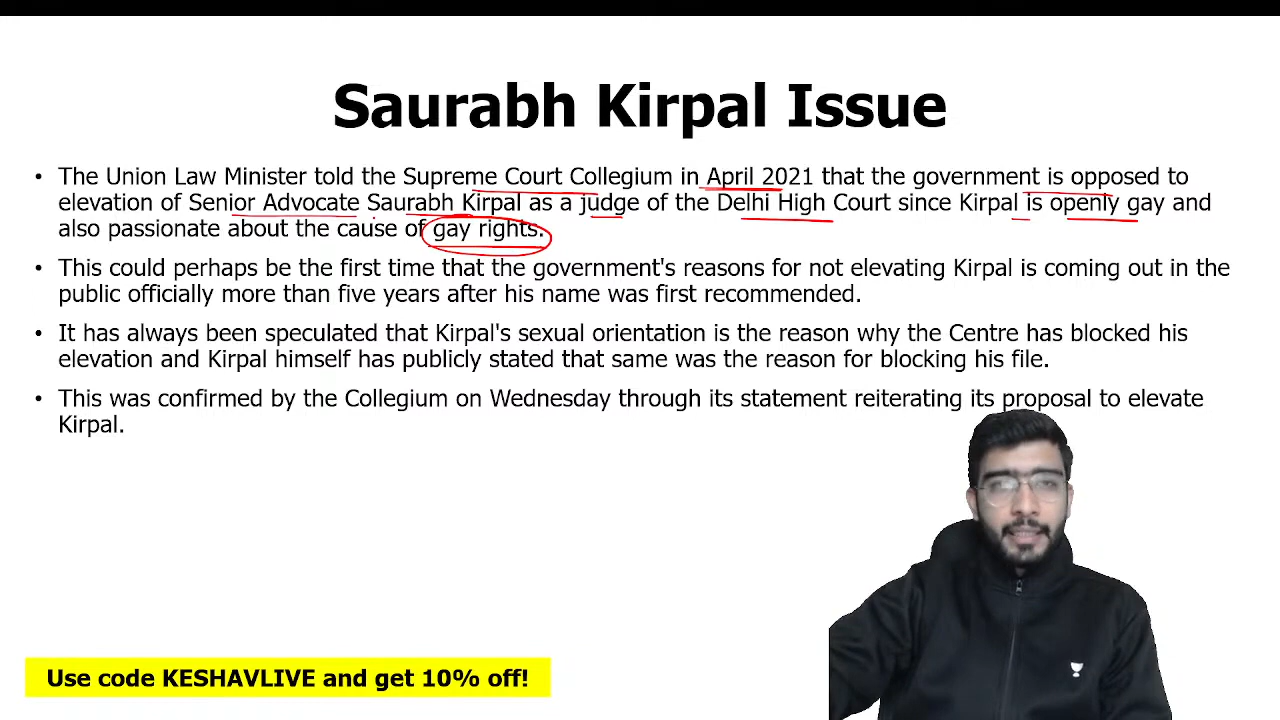 Saurabh Kirpal Issue
• The Union Law Minister told the Supreme Court Collegium in April 2021 that the government is opposed to
elevation of Senior Advocate Saurabh Kirpal as a judge of the Delhi High Court since Kirpal is openly gay and
also passionate about the cause of gay rights.
• This could perhaps be the first time that the government's reasons for not elevating Kirpal is coming out in the
public officially more than five years after his name was first recommended.
• It has always been speculated that Kirpal's sexual orientation is the reason why the Centre has blocked his
elevation and Kirpal himself has publicly stated that same was the reason for blocking his file.
• This was confirmed by the Collegium on Wednesday through its statement reiterating its proposal to elevate
Kirpal.
Use code KESHAVLIVE and get 10% off!